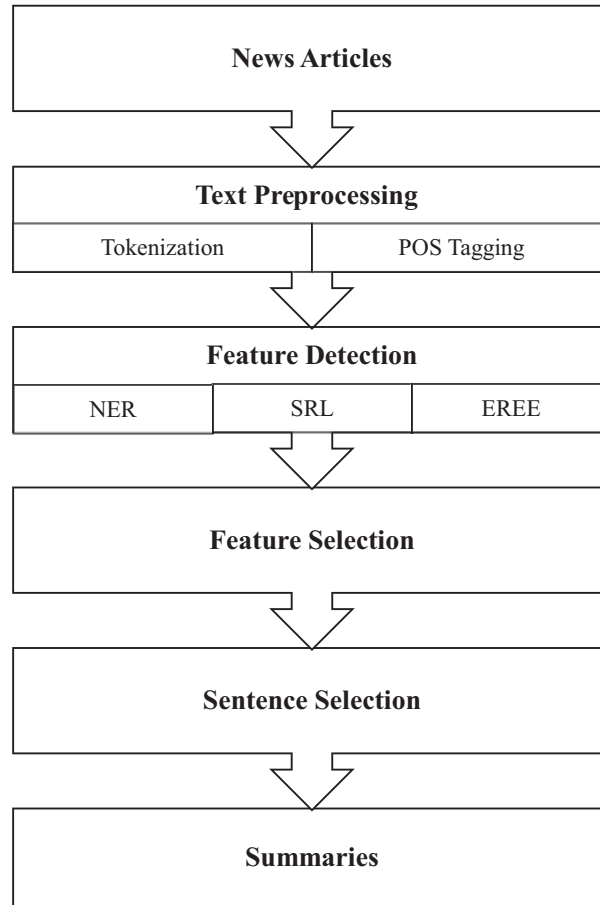 News Articles
Text Preprocessing
Tokenization
POS Tagging
Feature Detection
NER
SRL
EREE
Feature Selection
Sentence Selection
Summaries